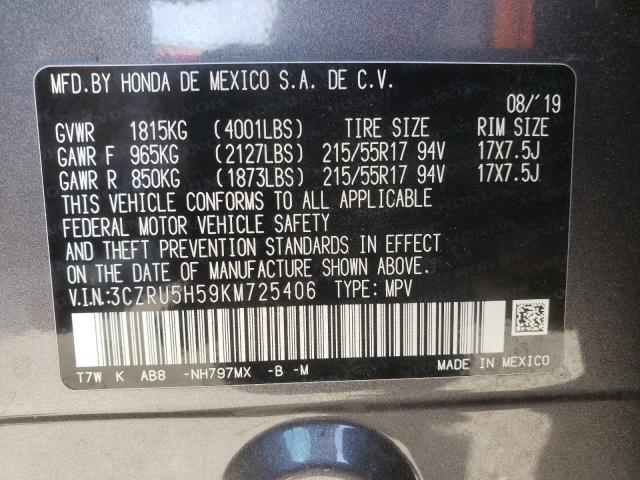 MFD.BY HONDA DE MEXICO S.A. DE C.V.
08/'19
GVWR 1815KG (4001LBS) TIRE SIZE RIM SIZE
GAWR F 965KG (2127LBS) 215/55R17 94V 17X7.5J
GAWR R 850KG (1873LBS) 215/55R17 94V 17X7.5J
THIS VEHICLE CONFORMS TO ALL APPLICABLE
FEDERAL MOTOR VEHICLE SAFETY
AND THEFT PREVENTION STANDARDS IN EFFECT
ON THE DATE OF MANUFACTURE SHOWN ABOVE.
V.I.N:3CZRU5H59KM725406 TYPE: MPV
T7W K AB8 -NH797MX -B -M MADE IN MEXICO